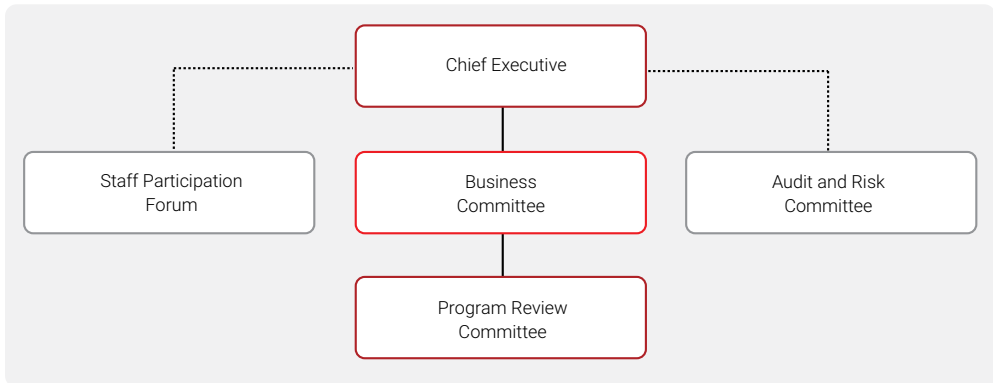 Chief Executive
Staff Participation
Forum
Business
Committee
Audit and Risk
Committee
Program Review
Committee